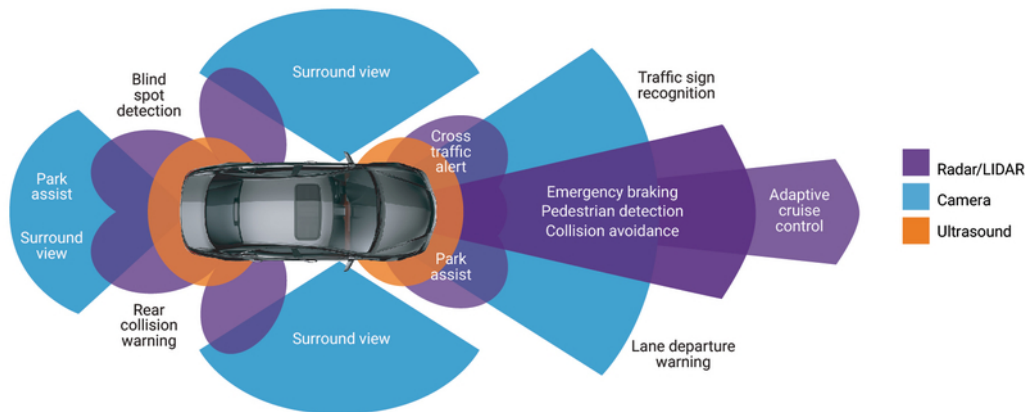 Surround view
Blind
spot
detection
Traffic sign
recognition
Cross
traffic
alert
Park
assist
Surround
view
Emergency braking
Pedestrian detection
Collision avoidance
Adaptive
cruise
control
Radar/LIDAR
Camera
Ultrasound
Park
assist
Rear
collision
warning
Surround view
Lane departure
warning